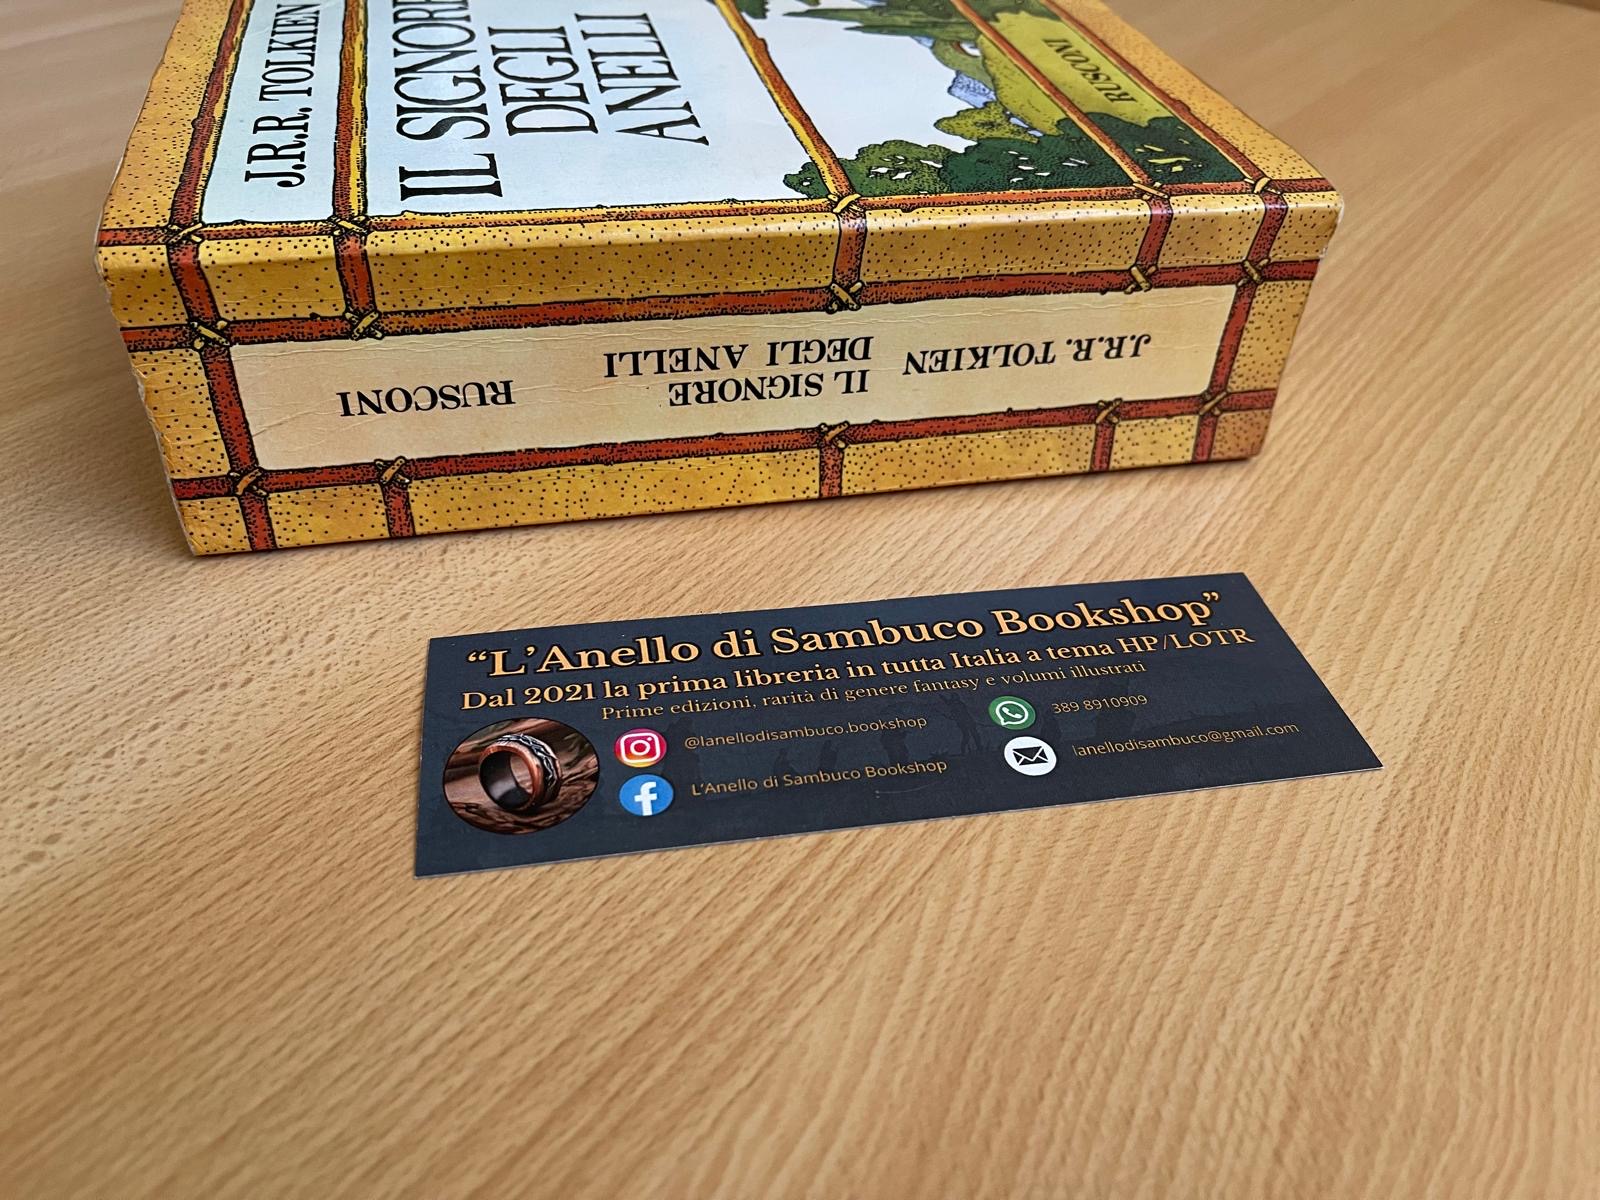 J.R.R. TOLKIEN
IL SIGNORE
DEGLI
ANELLI
RUSCONI
J.R.R. TOLKIEN
IL SIGNORE
DEGLI ANELLI
RUSCONI
“L’Anello di Sambuco Bookshop”
Dal 2021 la prima libreria in tutta Italia a tema HP/LOTR
Prime edizioni, rarità di genere fantasy e volumi illustrati
@lanellodisambuco.bookshop
389 8910909
L’Anello di Sambuco Bookshop
lanellodisambuco@gmail.com